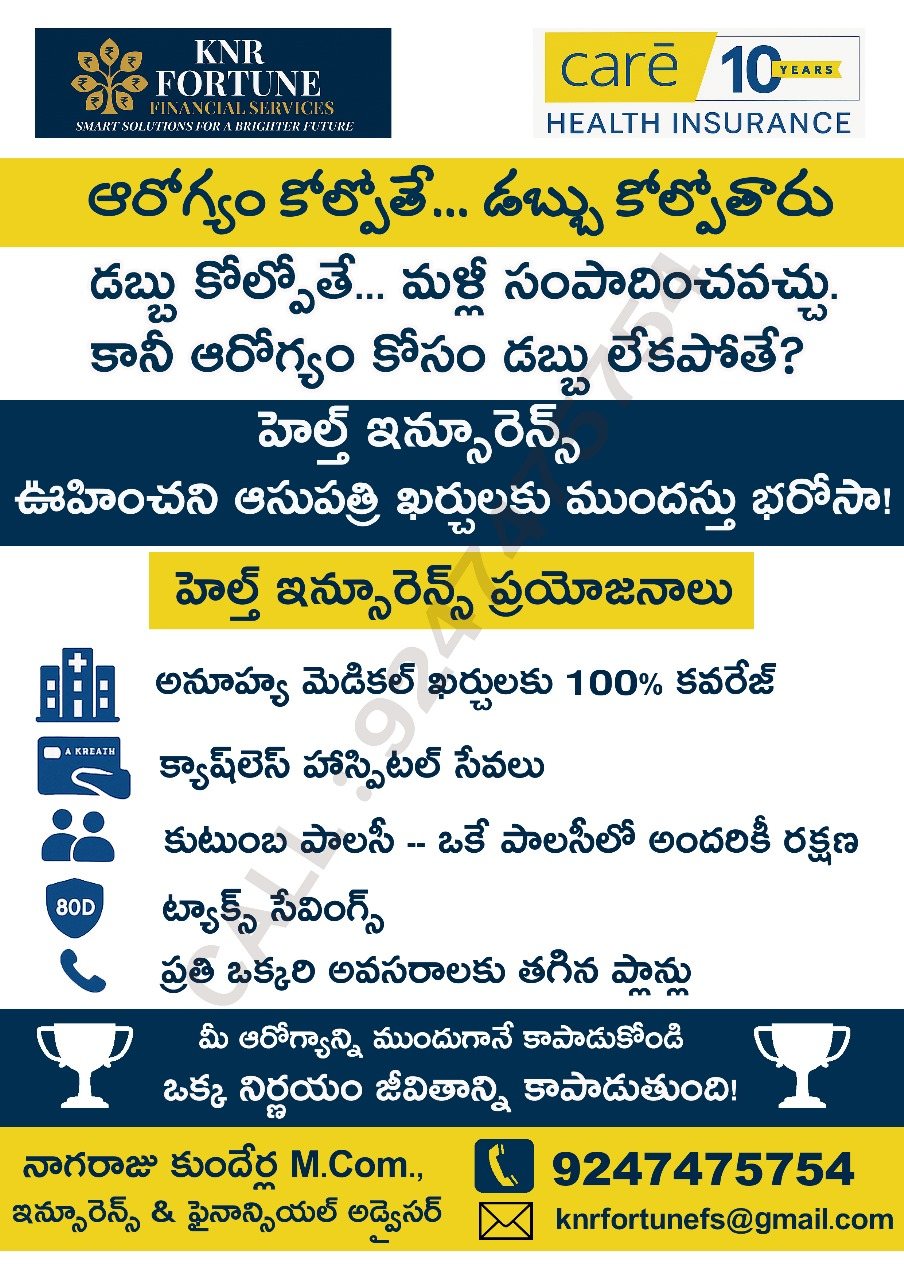 KNR
FORTUNE
FINANCIAL SERVICES
SMART SOLUTIONS FOR A BRIGHTER FUTURE
carē 10 YEARS
HEALTH INSURANCE
ఆరోగ్యం కోల్పోతే... డబ్బు కోల్పోతారు
డబ్బు కోల్పోతే... మళ్లీ సంపాదించవచ్చు.
కానీ ఆరోగ్యం కోసం డబ్బు లేకపోతే?
హెల్త్ ఇన్సూరెన్స్
ఊహించని ఆసుపత్రి ఖర్చులకు ముందస్తు భరోసా!
హెల్త్ ఇన్సూరెన్స్ ప్రయోజనాలు
అనూహ్య మెడికల్ ఖర్చులకు 100% కవరేజ్
A KREATH
క్యాష్‌లెస్ హాస్పిటల్ సేవలు
కుటుంబ పాలసీ -- ఒకే పాలసీలో అందరికీ రక్షణ
80D
ట్యాక్స్ సేవింగ్స్
ప్రతి ఒక్కరి అవసరాలకు తగిన ప్లాన్లు
CALL : 9247475754
మీ ఆరోగ్యాన్ని ముందుగానే కాపాడుకోండి
ఒక్క నిర్ణయం జీవితాన్ని కాపాడుతుంది!
నాగరాజు కుందేర్ల M.Com.,
ఇన్సూరెన్స్ & ఫైనాన్సియల్ అడ్వైసర్
9247475754
knrfortunefs@gmail.com